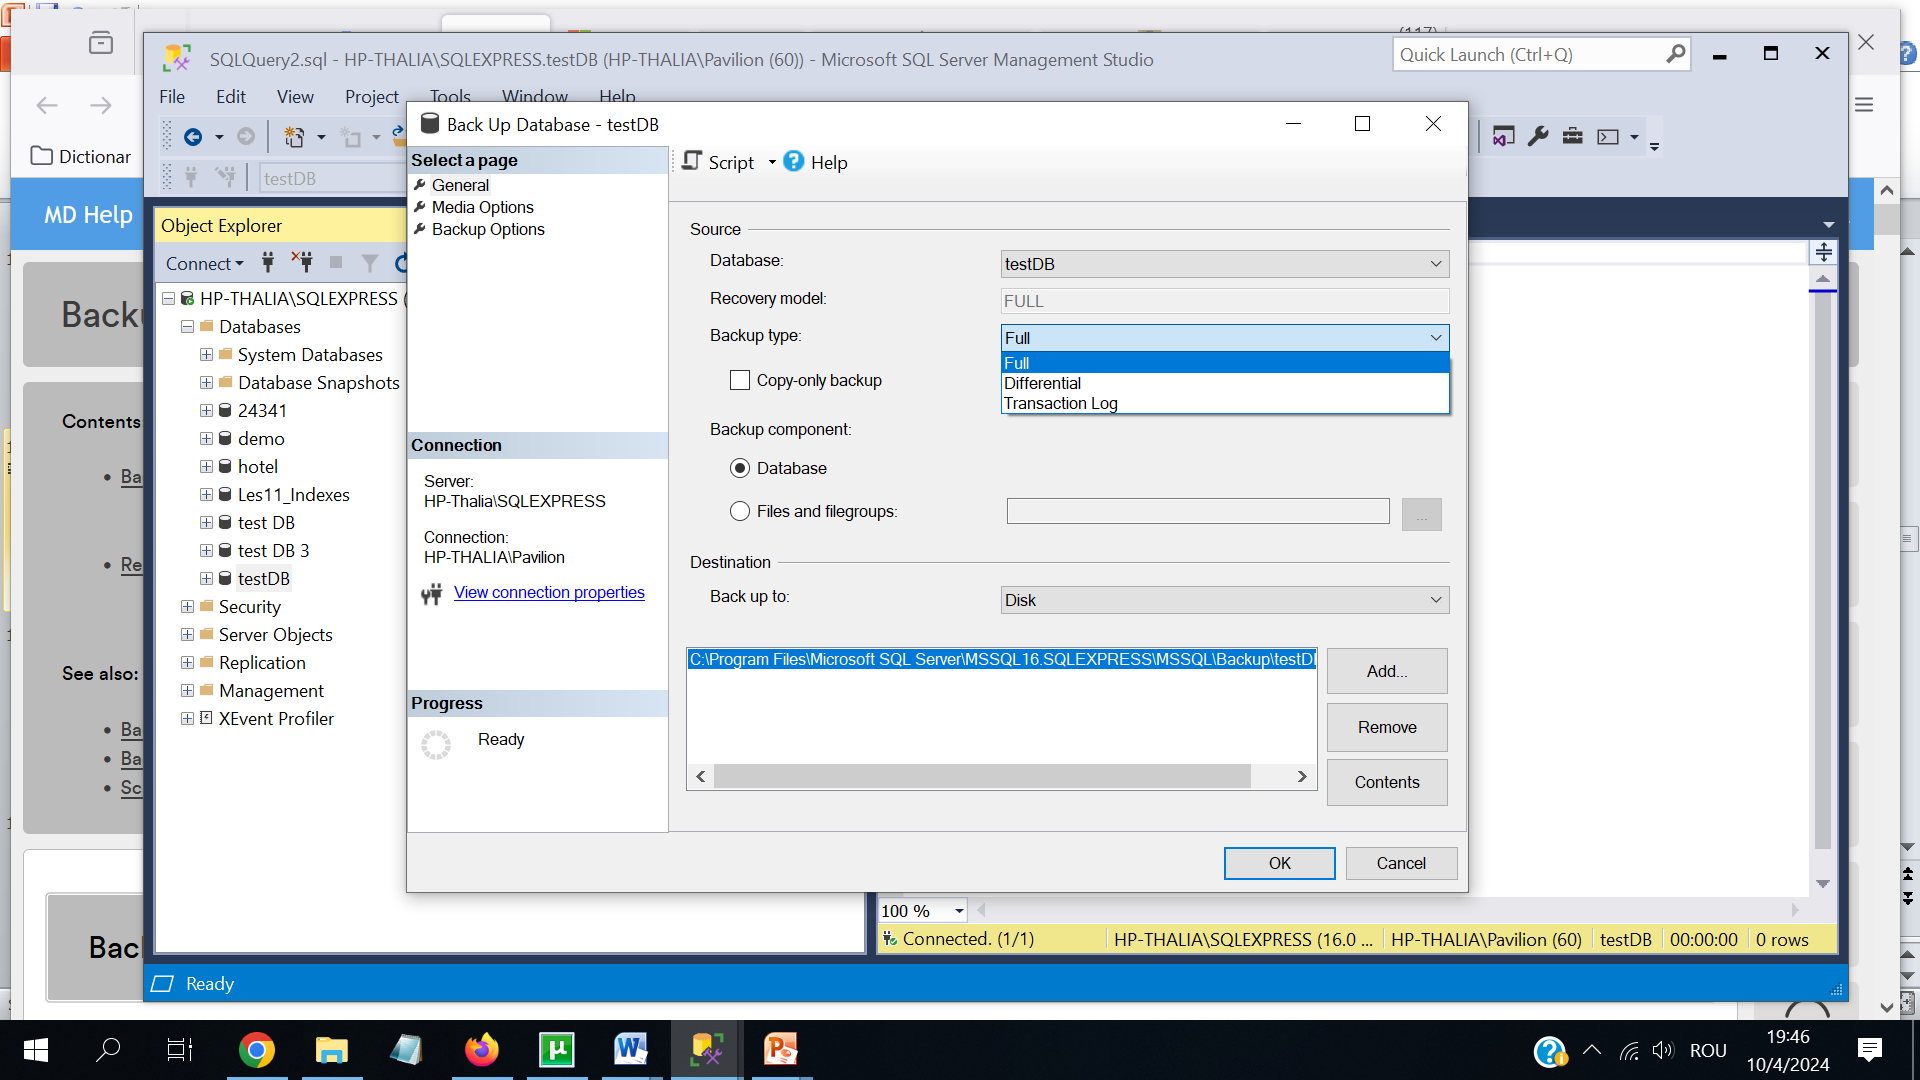 SQLQuery2.sql - HP-THALIA\SQLEXPRESS.testDB (HP-THALIA\Pavilion (60)) - Microsoft SQL Server Management Studio
Quick Launch (Ctrl+Q)
File Edit View Project Tools Window Help
Dictionar
testDB
MD Help
Contents
See also:
Back Up Database - testDB
Select a page
General
Media Options
Backup Options
Script Help
Object Explorer
Connect
HP-THALIA\SQLEXPRESS (
Databases
System Databases
Database Snapshots
24341
demo
hotel
Les11_Indexes
test DB
test DB 3
testDB
Security
Server Objects
Replication
Management
XEvent Profiler
Connection
Server:
HP-Thalia\SQLEXPRESS
Connection:
HP-THALIA\Pavilion
View connection properties
Progress
Ready
Source
Database: testDB
Recovery model: FULL
Backup type: Full
Full
Differential
Transaction Log
Copy-only backup
Backup component:
Database
Files and filegroups: ...
Destination
Back up to: Disk
C:\Program Files\Microsoft SQL Server\MSSQL16.SQLEXPRESS\MSSQL\Backup\testD
Add...
Remove
Contents
OK Cancel
100 %
Connected. (1/1) HP-THALIA\SQLEXPRESS (16.0 ... HP-THALIA\Pavilion (60) testDB 00:00:00 0 rows
Ready
ROU
19:46
10/4/2024